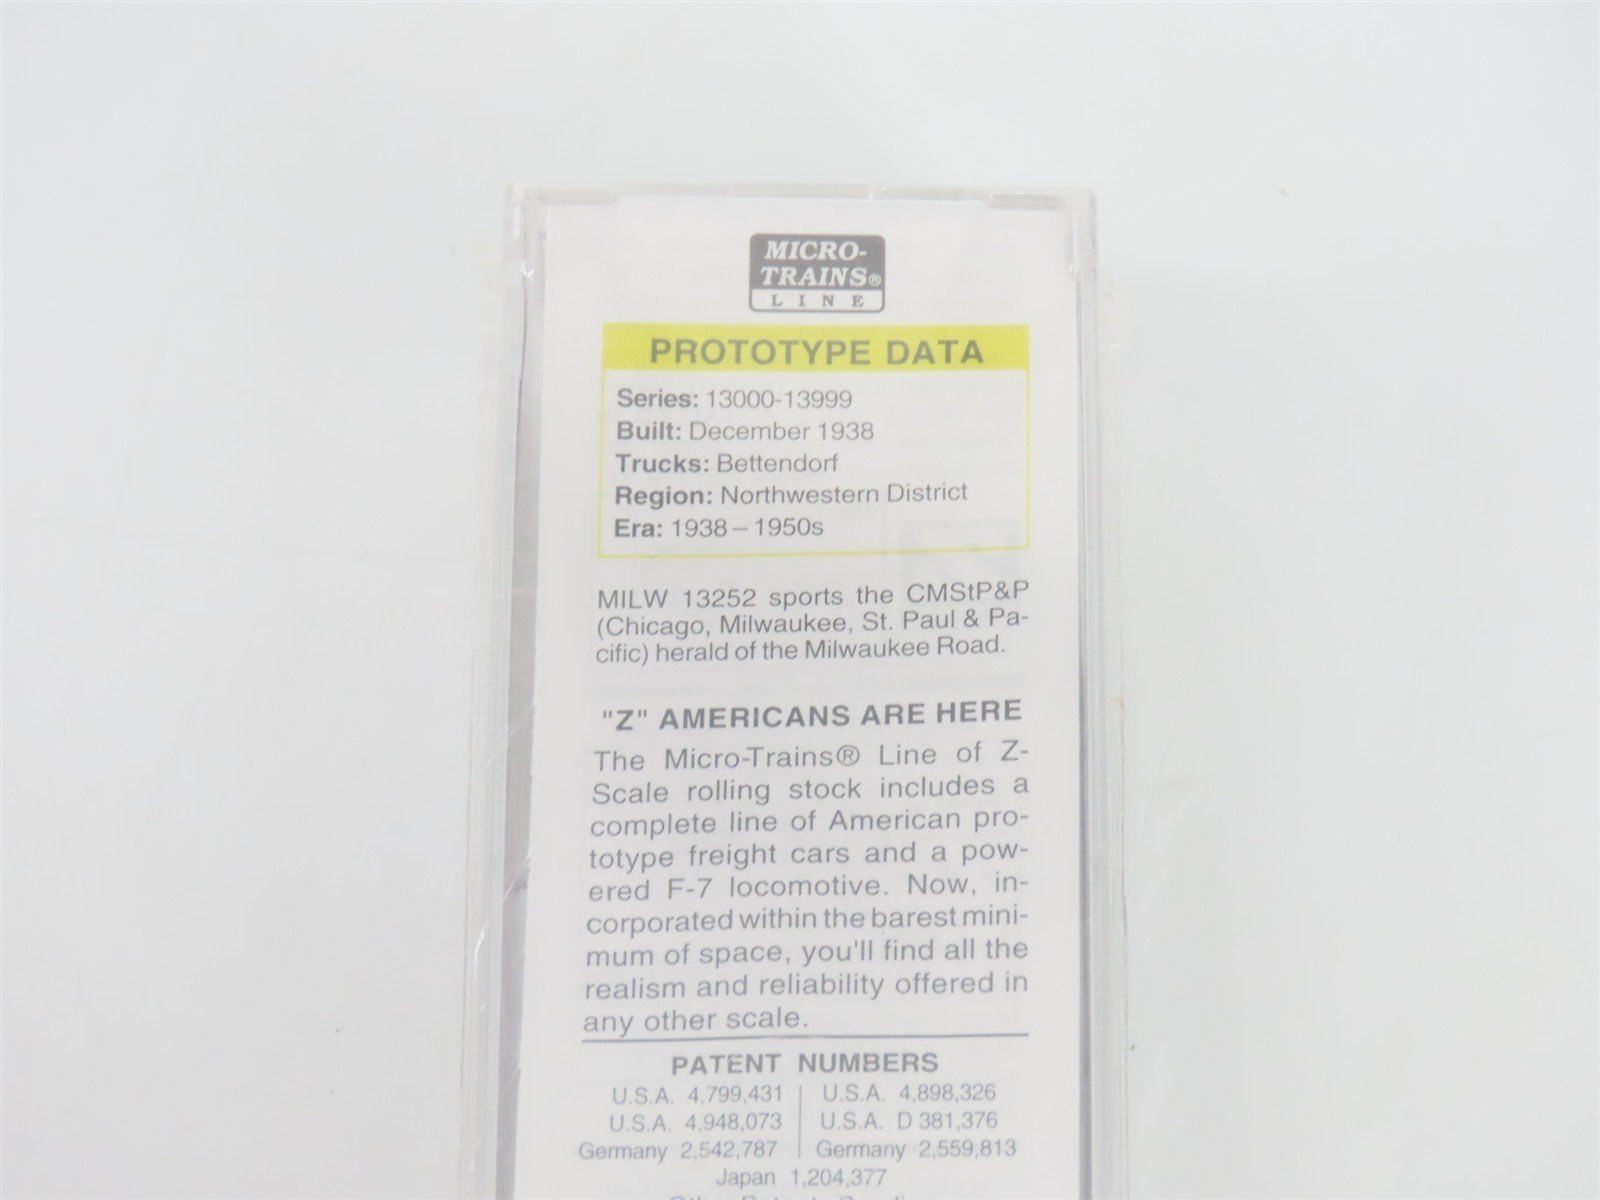 MICRO-
TRAINS®
LINE
PROTOTYPE DATA
Series: 13000-13999
Built: December 1938
Trucks: Bettendorf
Region: Northwestern District
Era: 1938 – 1950s
MILW 13252 sports the CMStP&P
(Chicago, Milwaukee, St. Paul & Pa-
cific) herald of the Milwaukee Road.
"Z" AMERICANS ARE HERE
The Micro-Trains® Line of Z-
Scale rolling stock includes a
complete line of American pro-
totype freight cars and a pow-
ered F-7 locomotive. Now, in-
corporated within the barest mini-
mum of space, you'll find all the
realism and reliability offered in
any other scale.
PATENT NUMBERS
U.S.A. 4,799,431 | U.S.A. 4,898,326
U.S.A. 4,948,073 | U.S.A. D 381,376
Germany 2,542,787 | Germany 2,559,813
Japan 1,204,377
Other Patents Pending